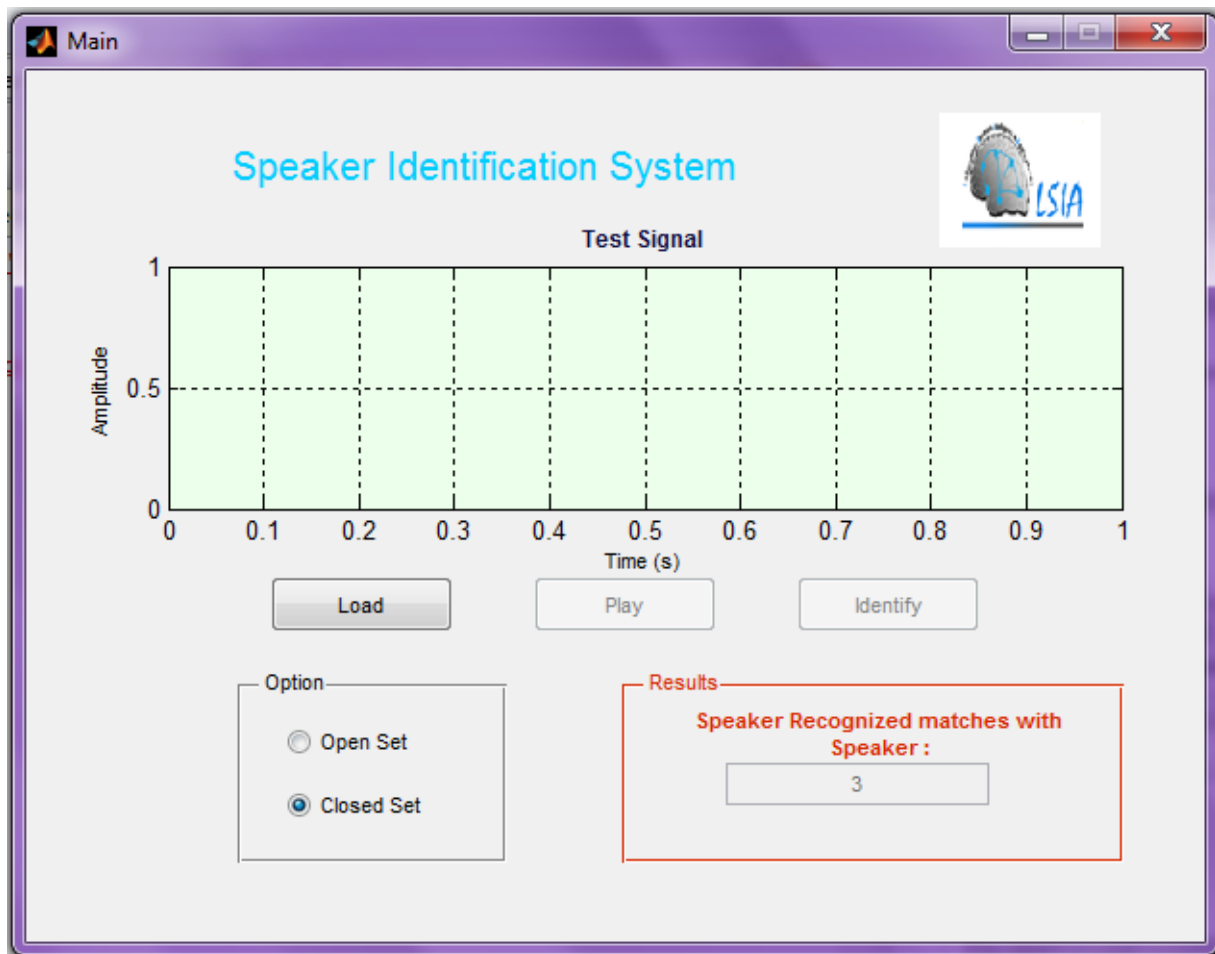 Main
Speaker Identification System
LSIA
Test Signal
1
0.5
0
Amplitude
0 0.1 0.2 0.3 0.4 0.5 0.6 0.7 0.8 0.9 1
Time (s)
Load Play Identify
Option
Open Set
Closed Set
Results
Speaker Recognized matches with
Speaker :
3